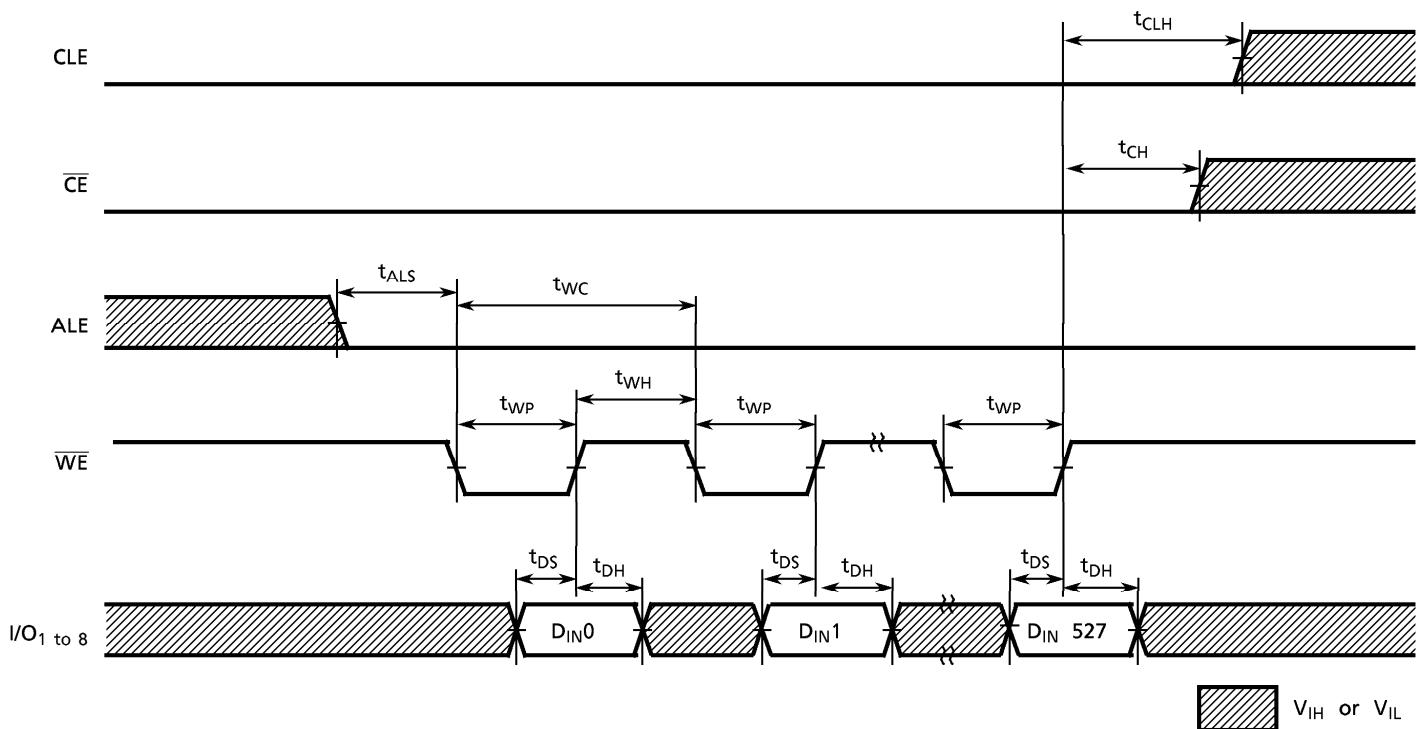 CLE
tCLH
CE
tCH
ALE
tALS
tWC
WE
tWP
tWH
tWP
tWP
I/O1 to 8
tDS
tDH
tDS
tDH
tDS
tDH
DIN0
DIN1
DIN 527
VIH or VIL